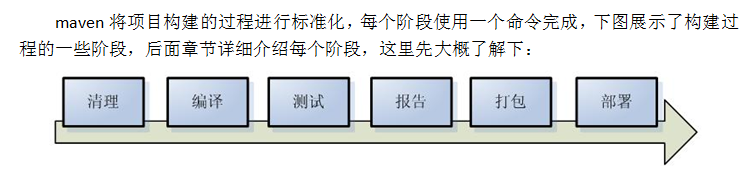 maven 将项目构建的过程进行标准化，每个阶段使用一个命令完成，下图展示了构建过
程的一些阶段，后面章节详细介绍每个阶段，这里先大概了解下：
清理 编译 测试 报告 打包 部署